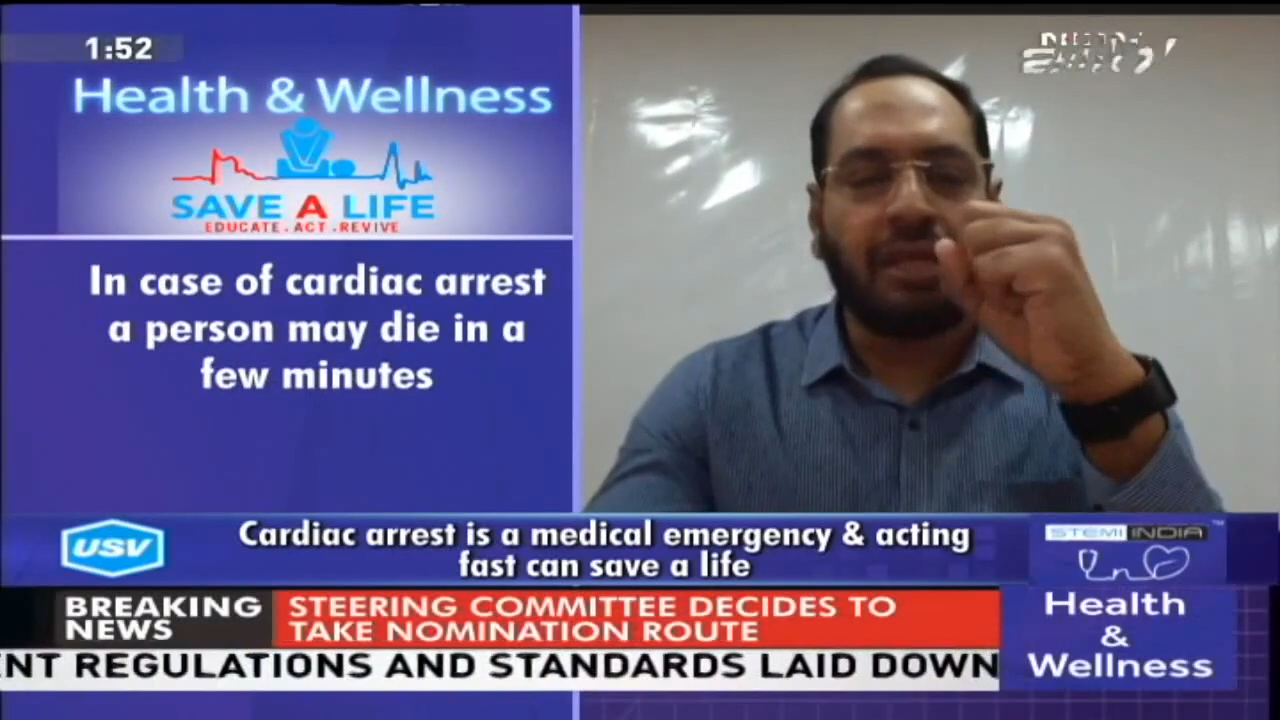 1:52
Health & Wellness
SAVE A LIFE
EDUCATE . ACT . REVIVE
In case of cardiac arrest
a person may die in a
few minutes
USV
Cardiac arrest is a medical emergency & acting
fast can save a life
STEMI INDIA
TM
BREAKING
NEWS
STEERING COMMITTEE DECIDES TO
TAKE NOMINATION ROUTE
Health
&
Wellness
NT REGULATIONS AND STANDARDS LAID DOWN